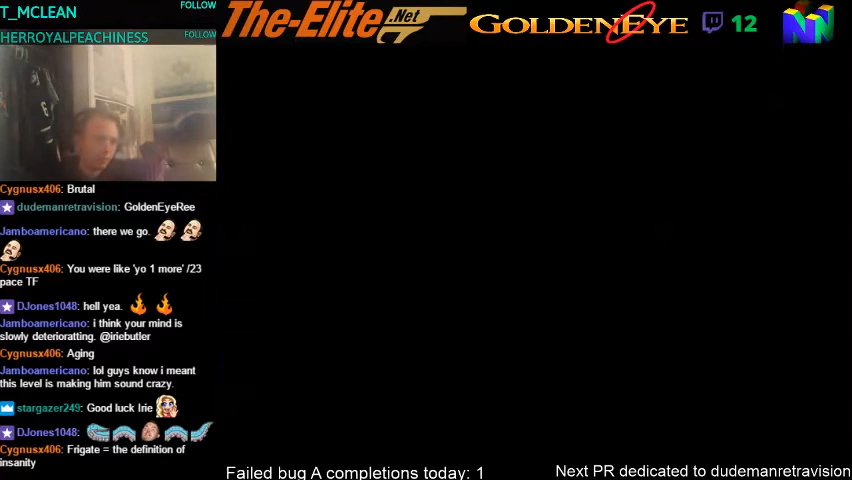 T_MCLEAN
FOLLOW
HERROYALPEACHINESS
FOLLOW
The-Elite.Net
GOLDENEYE
12
Cygnusx406: Brutal
dudemanretravision: GoldenEyeRee
Jamboamericano: there we go.
Cygnusx406: You were like 'yo 1 more' /23
pace TF
DJones1048: hell yea.
Jamboamericano: i think your mind is
slowly deterioratting. @iriebutler
Cygnusx406: Aging
Jamboamericano: lol guys know i meant
this level is making him sound crazy.
stargazer249: Good luck Irie
DJones1048:
Cygnusx406: Frigate = the definition of
insanity
Failed bug A completions today: 1
Next PR dedicated to dudemanretravision